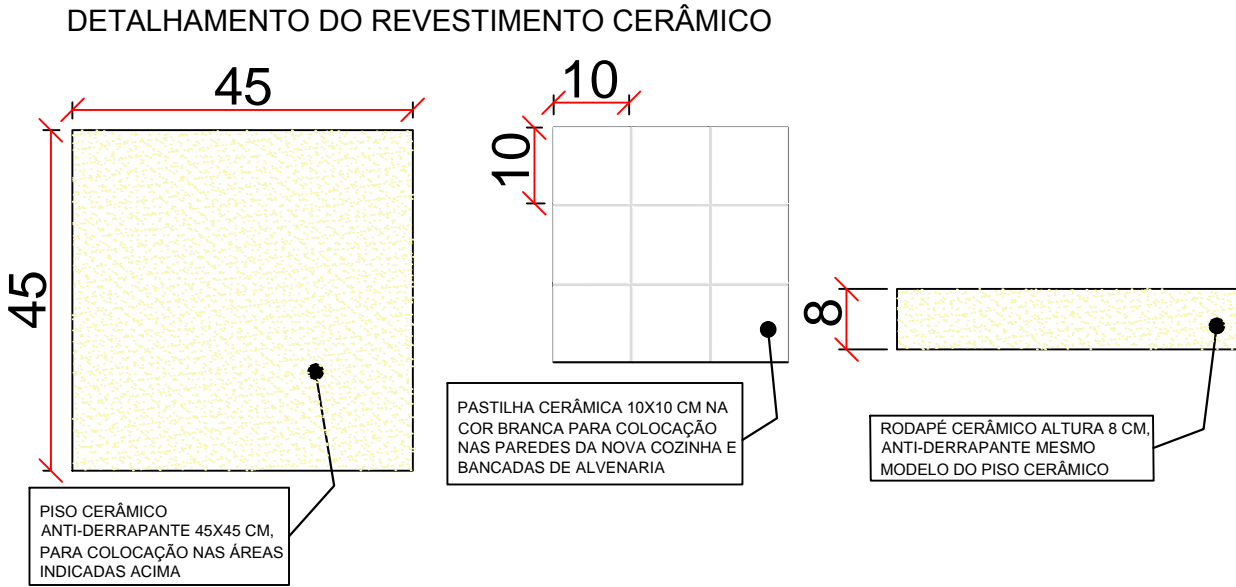 DETALHAMENTO DO REVESTIMENTO CERÂMICO
45
45
PISO CERÂMICO
ANTI-DERRAPANTE 45X45 CM,
PARA COLOCAÇÃO NAS ÁREAS
INDICADAS ACIMA
10
10
PASTILHA CERÂMICA 10X10 CM NA
COR BRANCA PARA COLOCAÇÃO
NAS PAREDES DA NOVA COZINHA E
BANCADAS DE ALVENARIA
8
RODAPÉ CERÂMICO ALTURA 8 CM,
ANTI-DERRAPANTE MESMO
MODELO DO PISO CERÂMICO